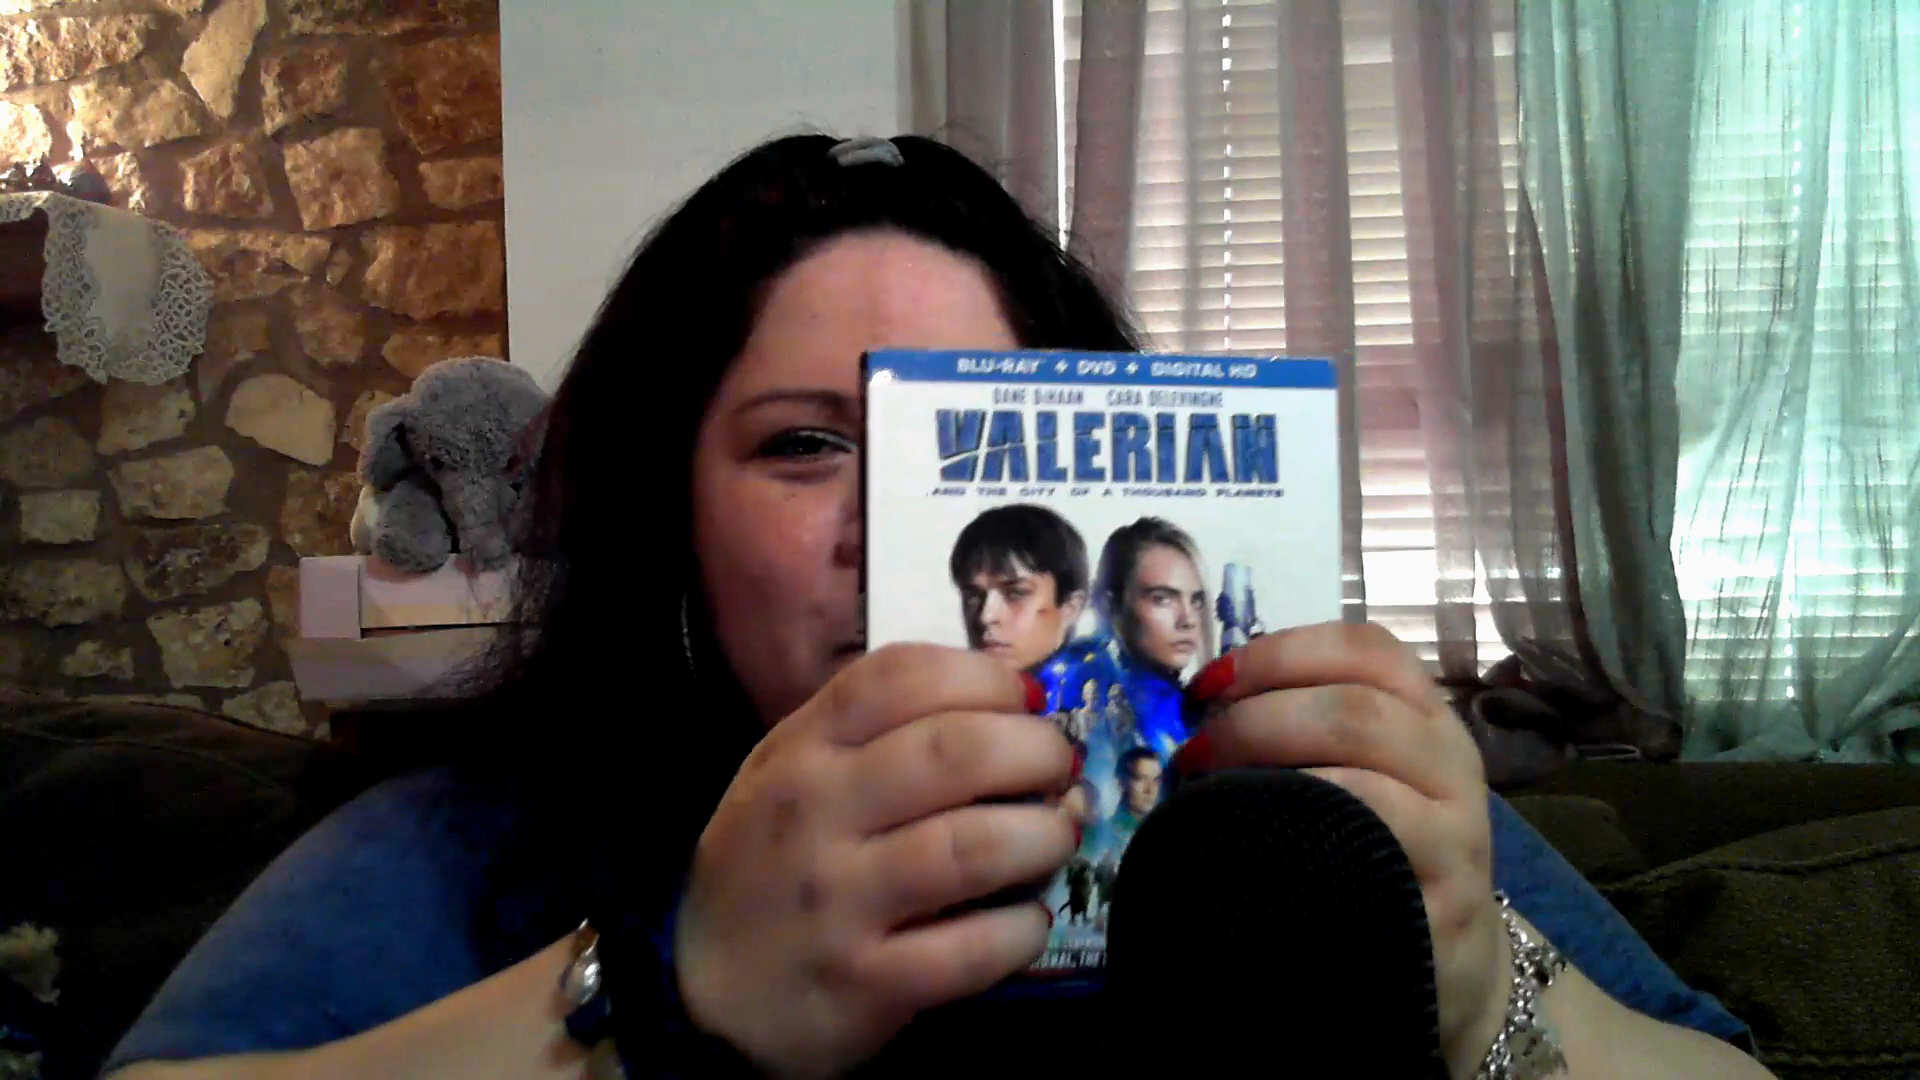 BLU-RAY + DVD + DIGITAL HD
DANE DEHAAN CARA DELEVINGNE
VALERIAN
AND THE CITY OF A THOUSAND PLANETS